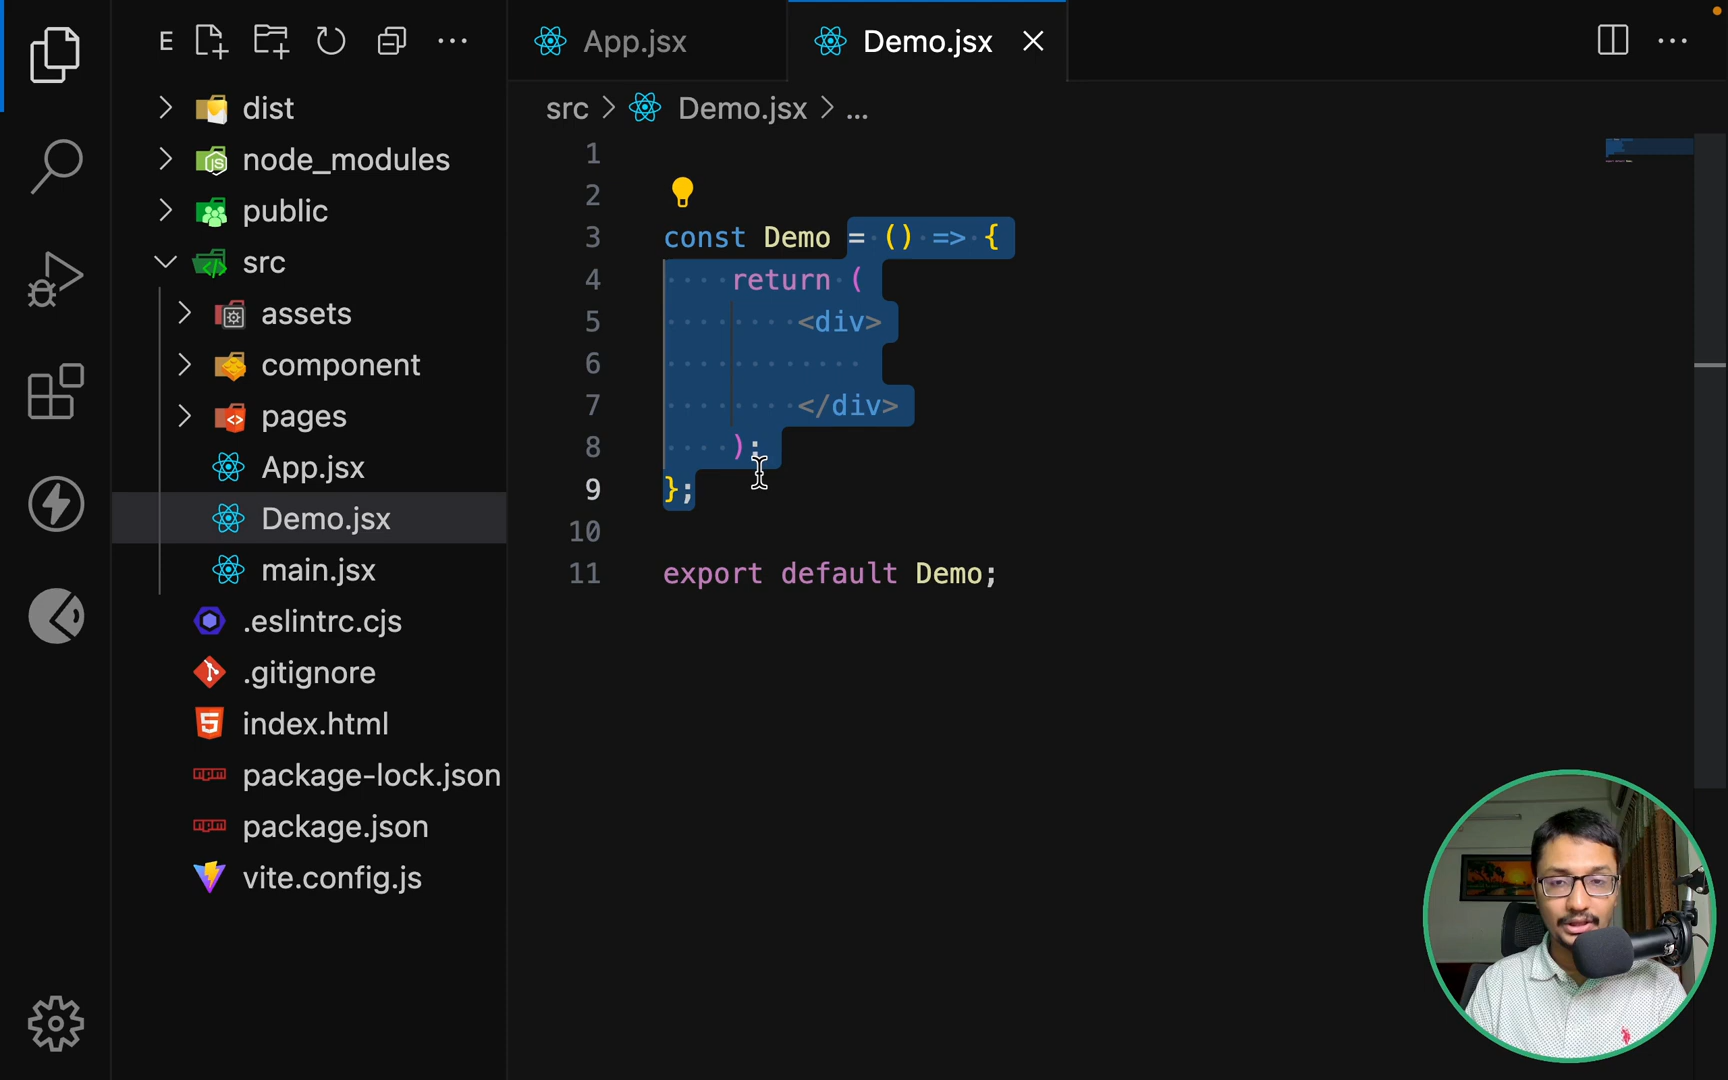 E
dist
node_modules
public
src
assets
component
pages
App.jsx
Demo.jsx
main.jsx
.eslintrc.cjs
.gitignore
index.html
package-lock.json
package.json
vite.config.js
App.jsx
Demo.jsx
src > Demo.jsx > ...
1
2
3 const Demo = () => {
4 return (
5 <div>
6
7 </div>
8 );
9 };
10
11 export default Demo;